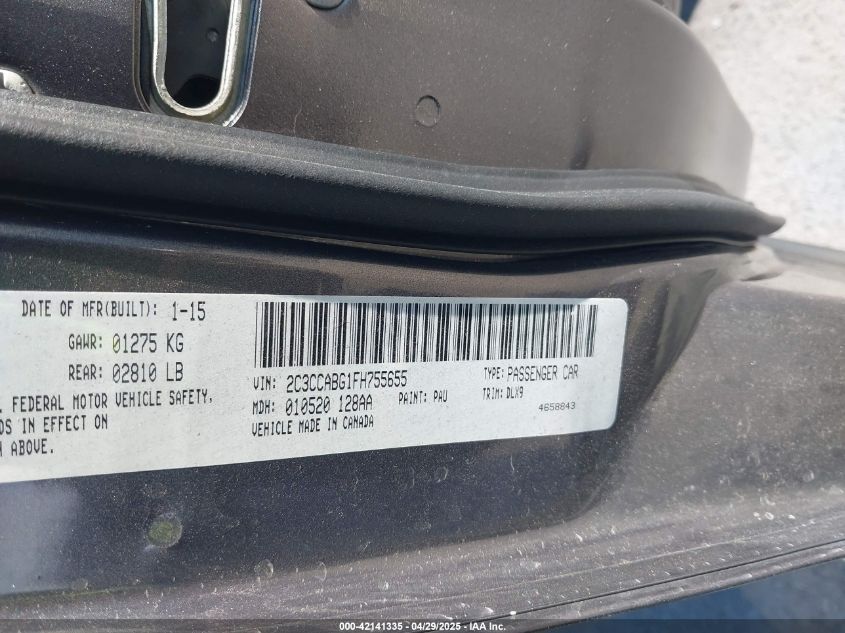 DATE OF MFR(BUILT): 1-15
GAWR: 01275 KG
REAR: 02810 LB
FEDERAL MOTOR VEHICLE SAFETY,
DS IN EFFECT ON
ABOVE.
VIN: 2C3CCABG1FH755655
TYPE: PASSENGER CAR
MDH: 010520 128AA
PAINT: PAU
TRIM: DLX9
VEHICLE MADE IN CANADA
4658843
000-42141335 - 04/29/2025 - IAA Inc.